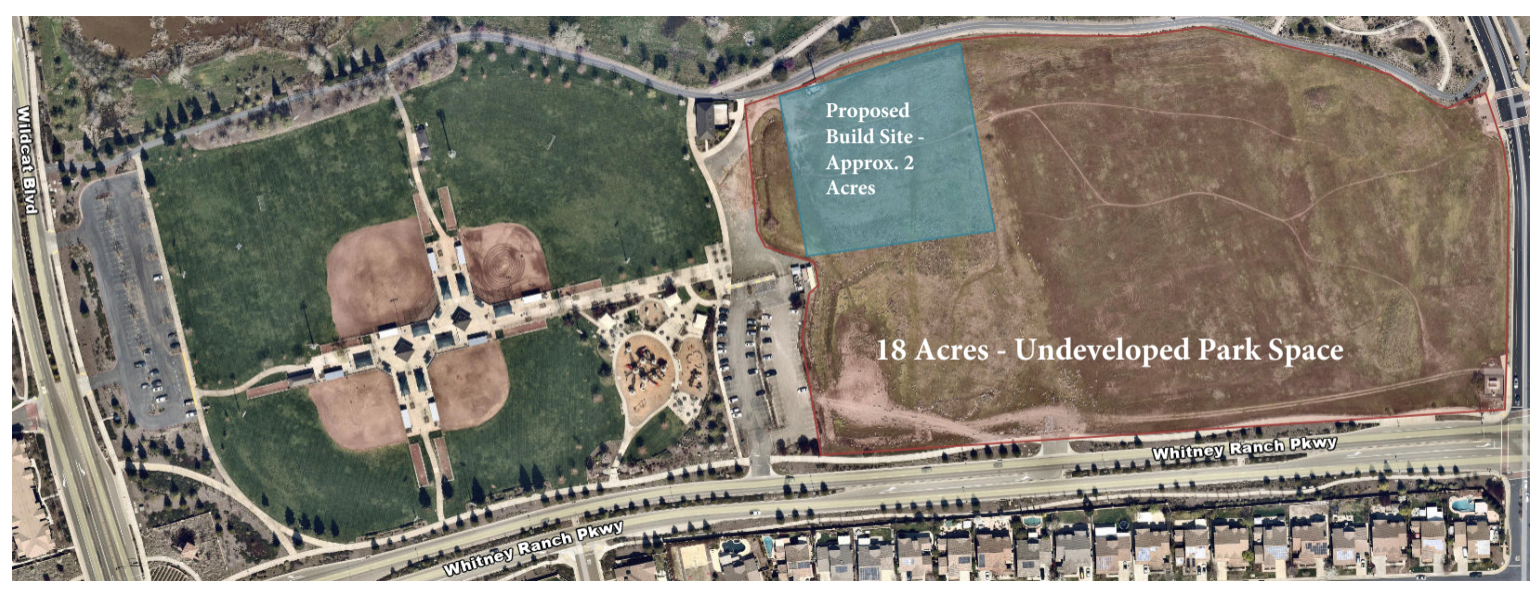 Wildcat Blvd
Proposed
Build Site -
Approx. 2
Acres
18 Acres - Undeveloped Park Space
Whitney Ranch Pkwy
Whitney Ranch Pkwy